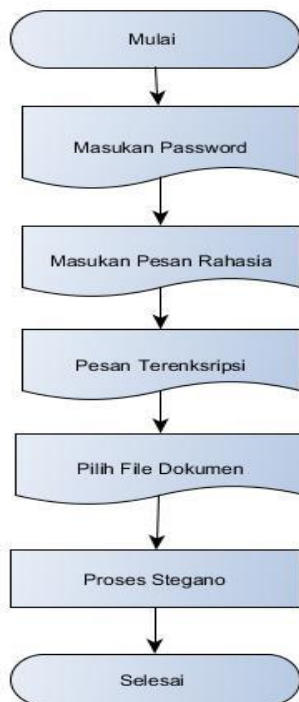 Mulai
Masukan Password
Masukan Pesan Rahasia
Pesan Terenksripsi
Pilih File Dokumen
Proses Stegano
Selesai